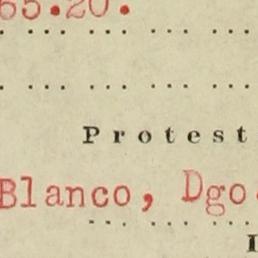 65.20.
Protest
Blanco, Dgo